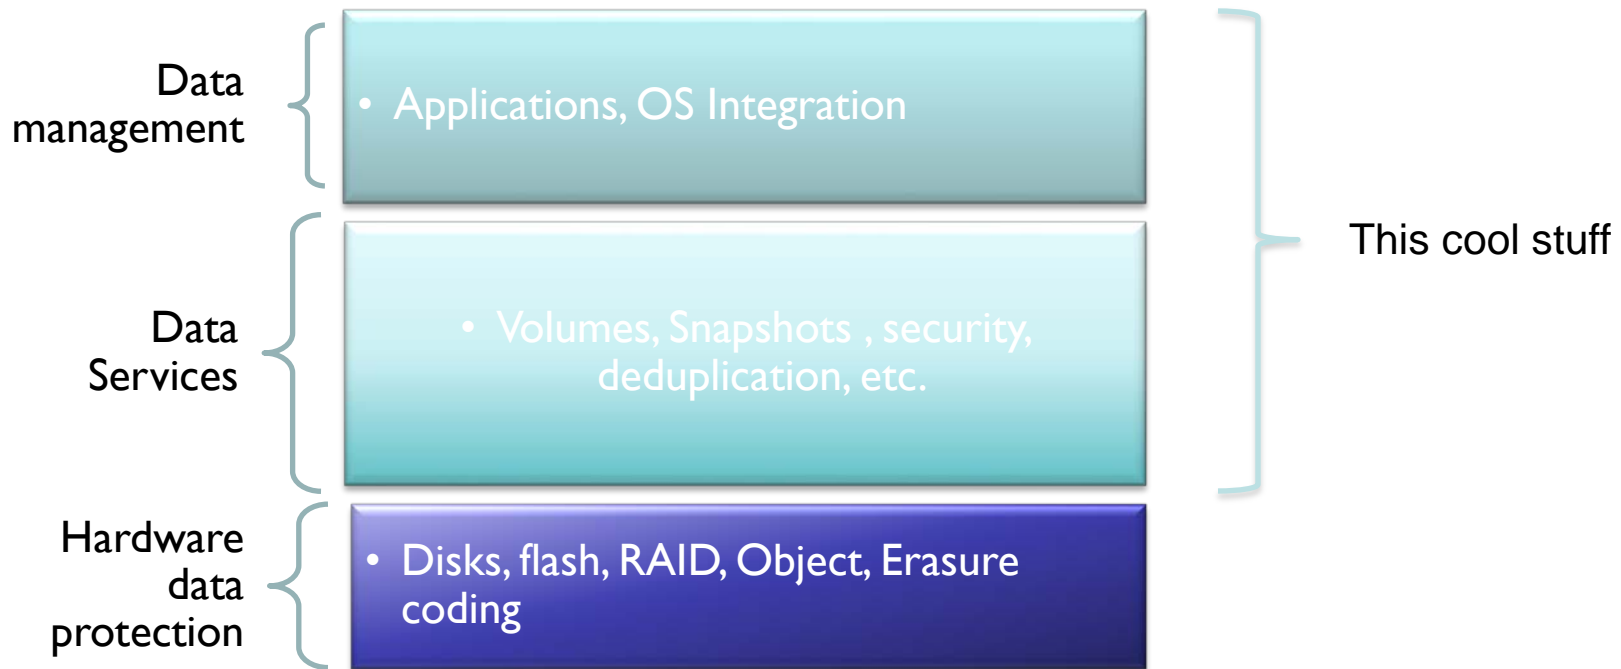 Data
management
• Applications, OS Integration
This cool stuff
Data
Services
• Volumes, Snapshots , security,
deduplication, etc.
Hardware
data
protection
• Disks, flash, RAID, Object, Erasure
coding